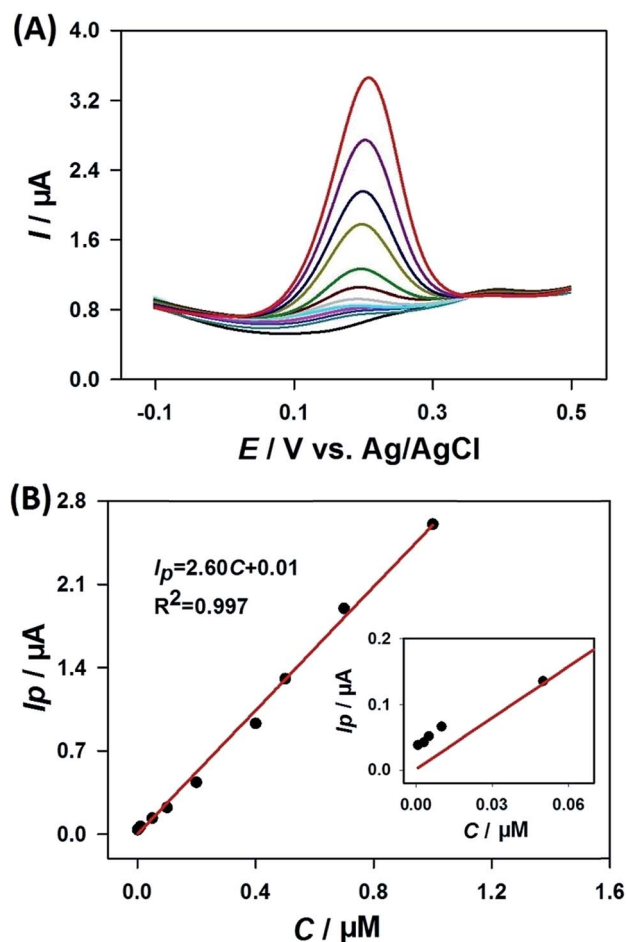 (A)
4.0
3.2
2.4
1.6
0.8
0.0
I / µA
-0.1 0.1 0.3 0.5
E / V vs. Ag/AgCl
(B)
2.8
2.1
1.4
0.7
0.0
Ip / µA
Ip=2.60C+0.01
R²=0.997
0.2
0.1
0.0
Ip / µA
0.00 0.03 0.06
C / µM
0.0 0.4 0.8 1.2 1.6
C / µM